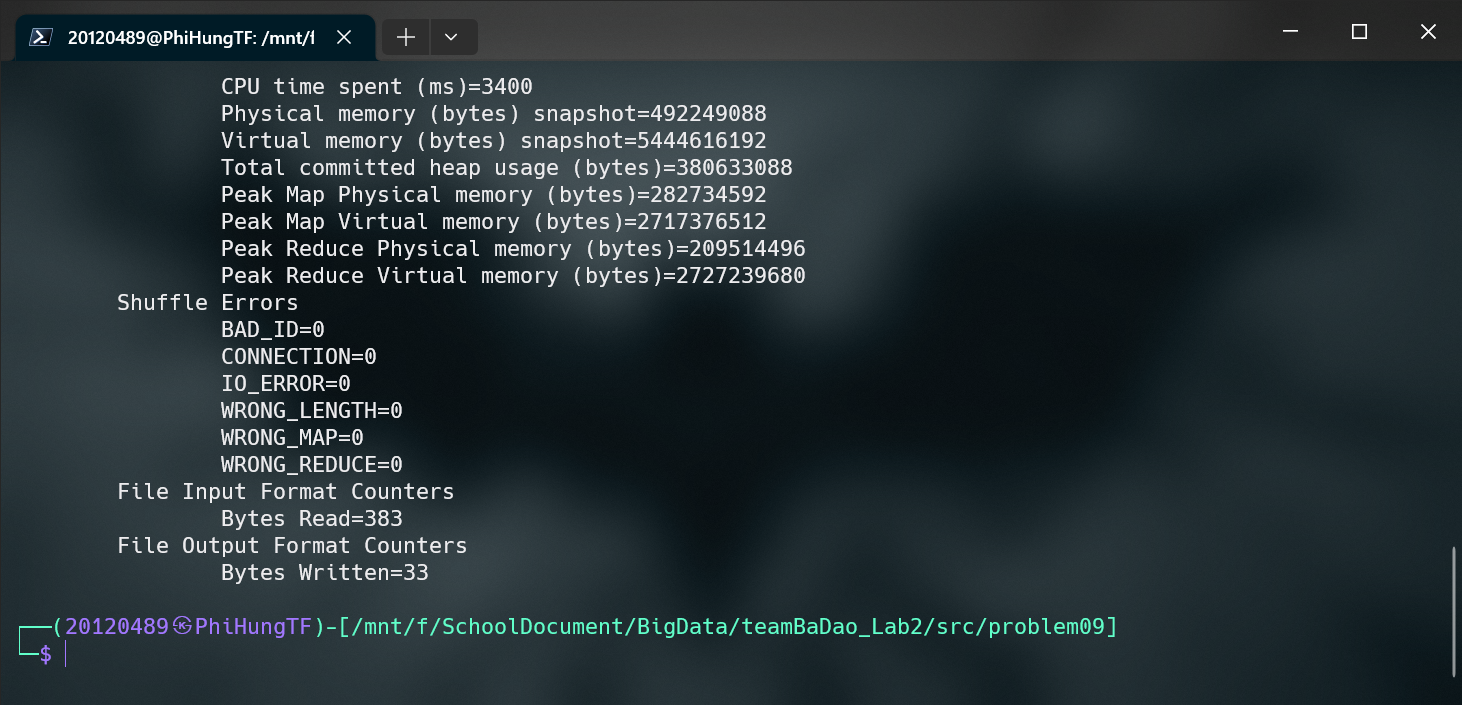 20120489@PhiHungTF: /mnt/f
CPU time spent (ms)=3400
Physical memory (bytes) snapshot=492249088
Virtual memory (bytes) snapshot=5444616192
Total committed heap usage (bytes)=380633088
Peak Map Physical memory (bytes)=282734592
Peak Map Virtual memory (bytes)=2717376512
Peak Reduce Physical memory (bytes)=209514496
Peak Reduce Virtual memory (bytes)=2727239680
Shuffle Errors
BAD_ID=0
CONNECTION=0
IO_ERROR=0
WRONG_LENGTH=0
WRONG_MAP=0
WRONG_REDUCE=0
File Input Format Counters
Bytes Read=383
File Output Format Counters
Bytes Written=33
┌──(20120489㉿PhiHungTF)-[/mnt/f/SchoolDocument/BigData/teamBaDao_Lab2/src/problem09]
└─$